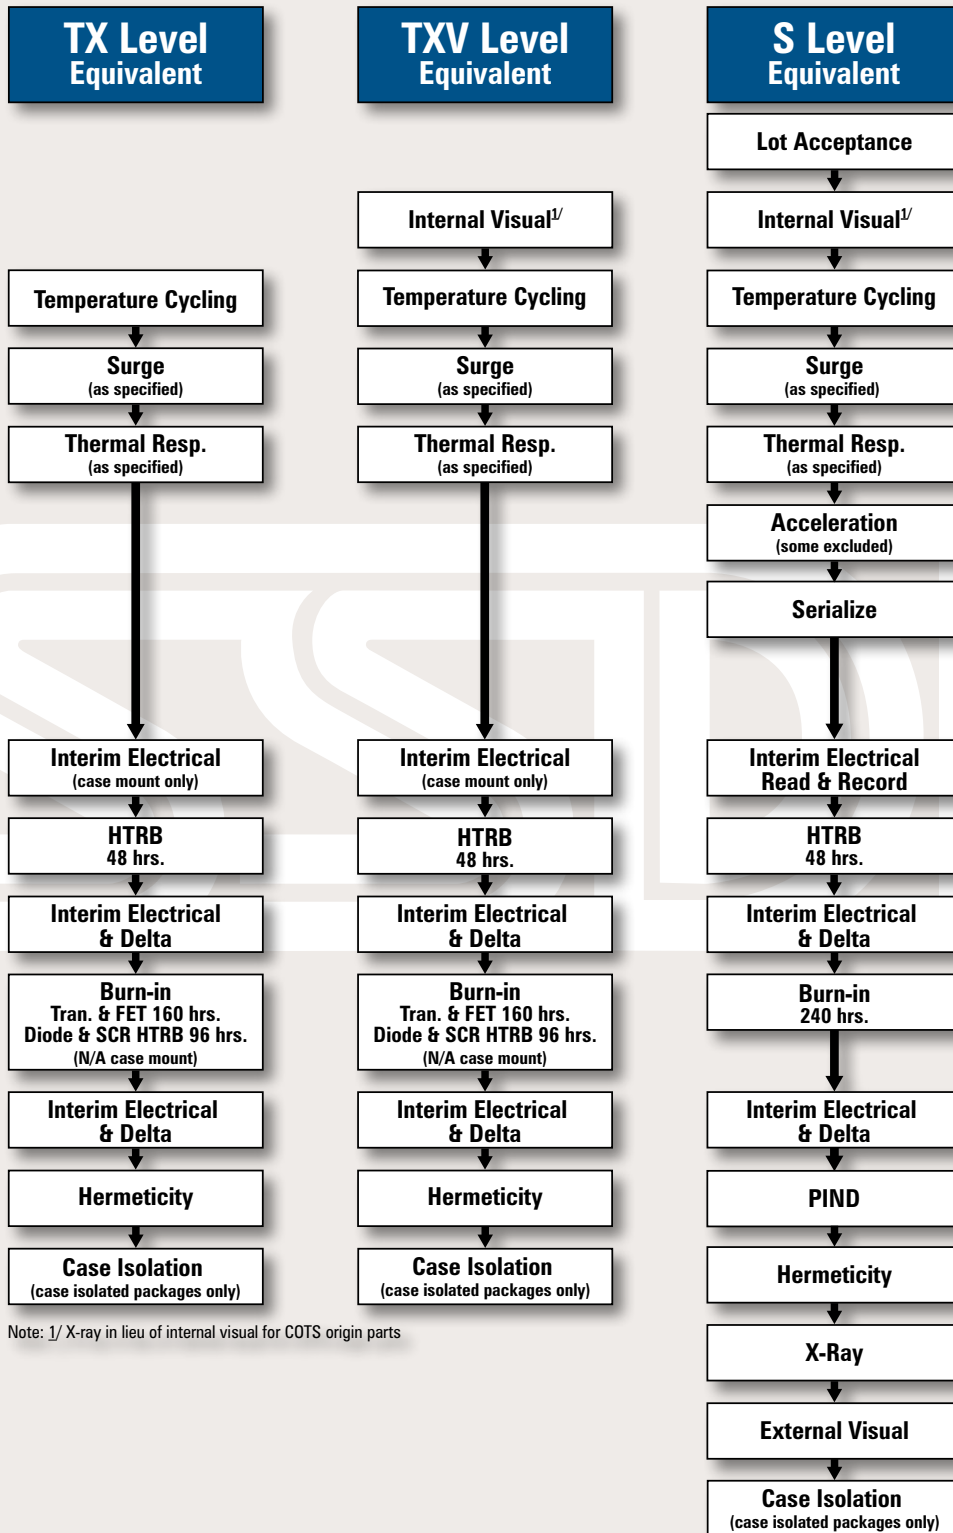 TX Level
Equivalent
Temperature Cycling
Surge
(as specified)
Thermal Resp.
(as specified)
Interim Electrical
(case mount only)
HTRB
48 hrs.
Interim Electrical
& Delta
Burn-in
Tran. & FET 160 hrs.
Diode & SCR HTRB 96 hrs.
(N/A case mount)
Interim Electrical
& Delta
Hermeticity
Case Isolation
(case isolated packages only)
TXV Level
Equivalent
Internal Visual1/
Temperature Cycling
Surge
(as specified)
Thermal Resp.
(as specified)
Interim Electrical
(case mount only)
HTRB
48 hrs.
Interim Electrical
& Delta
Burn-in
Tran. & FET 160 hrs.
Diode & SCR HTRB 96 hrs.
(N/A case mount)
Interim Electrical
& Delta
Hermeticity
Case Isolation
(case isolated packages only)
S Level
Equivalent
Lot Acceptance
Internal Visual1/
Temperature Cycling
Surge
(as specified)
Thermal Resp.
(as specified)
Acceleration
(some excluded)
Serialize
Interim Electrical
Read & Record
HTRB
48 hrs.
Interim Electrical
& Delta
Burn-in
240 hrs.
Interim Electrical
& Delta
PIND
Hermeticity
X-Ray
External Visual
Case Isolation
(case isolated packages only)
Note: 1/ X-ray in lieu of internal visual for COTS origin parts
SSDI